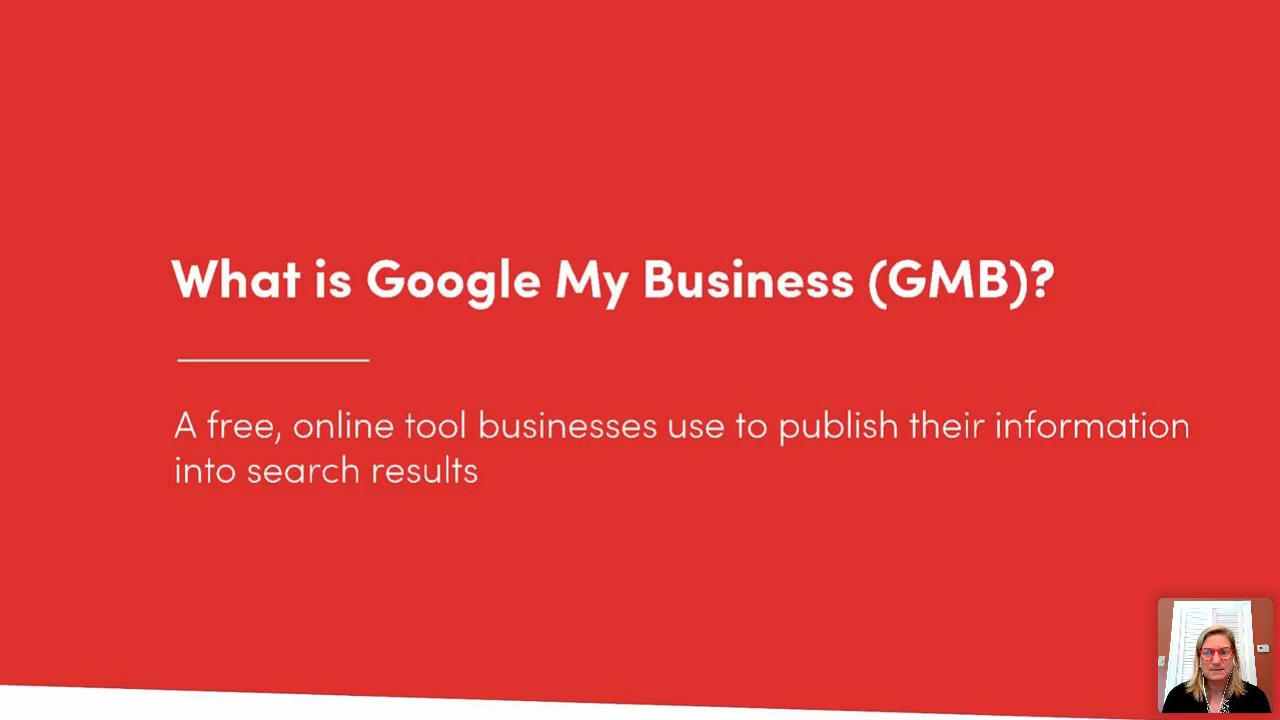 What is Google My Business (GMB)?
A free, online tool businesses use to publish their information
into search results